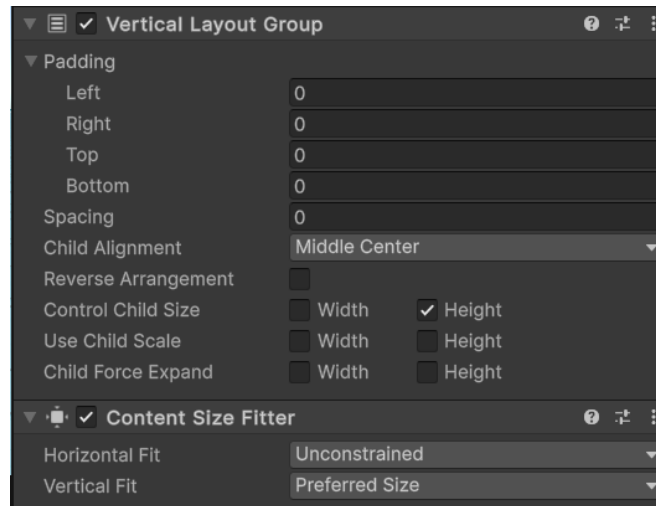 Vertical Layout Group
Padding
Left 0
Right 0
Top 0
Bottom 0
Spacing 0
Child Alignment Middle Center
Reverse Arrangement
Control Child Size Width Height
Use Child Scale Width Height
Child Force Expand Width Height
Content Size Fitter
Horizontal Fit Unconstrained
Vertical Fit Preferred Size